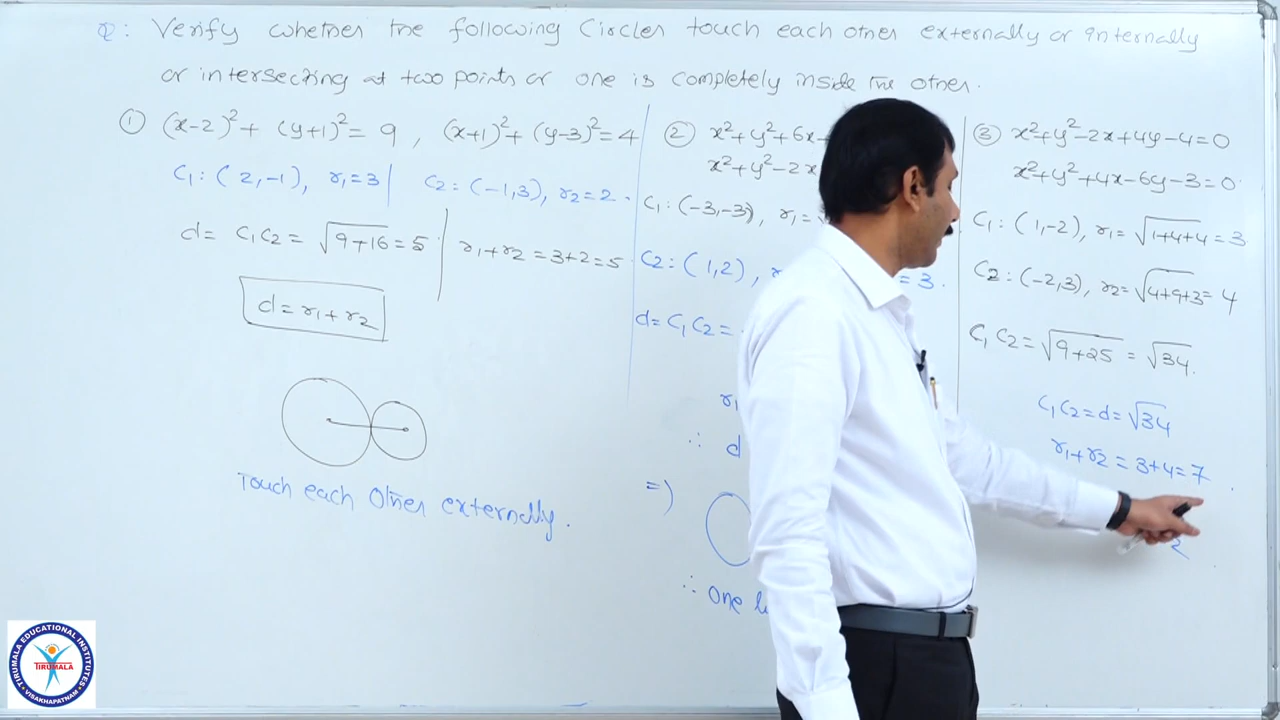 Q: Verify whether the following Circles touch each other externally or internally
or intersecting at two points or one is completely inside the other.
① (x-2)²+ (y+1)²= 9 , (x+1)²+ (y-3)²= 4
C₁: (2,-1), r₁=3
C₂: (-1,3), r₂=2.
d= C₁C₂ = √9+16 = 5
r₁+r₂ = 3+2=5
d = r₁+r₂
Touch each other externally.
② x²+y²+6x
x²+y²-2x
C₁: (-3,-3), r₁=
C₂: (1,2),
= 3.
d=C₁C₂ =
∴ d
=)
∴ One
③ x²+y²-2x+4y-4=0
x²+y²+4x-6y-3=0
C₁: (1,-2), r₁= √1+4+4 = 3
C₂: (-2,3), r₂= √4+9+3 = 4
C₁C₂ = √9+25 = √34.
C₁C₂=d= √34
r₁+r₂ = 3+4=7
TIRUMALA EDUCATIONAL INSTITUTES
TIRUMALA
VISAKHAPATNAM